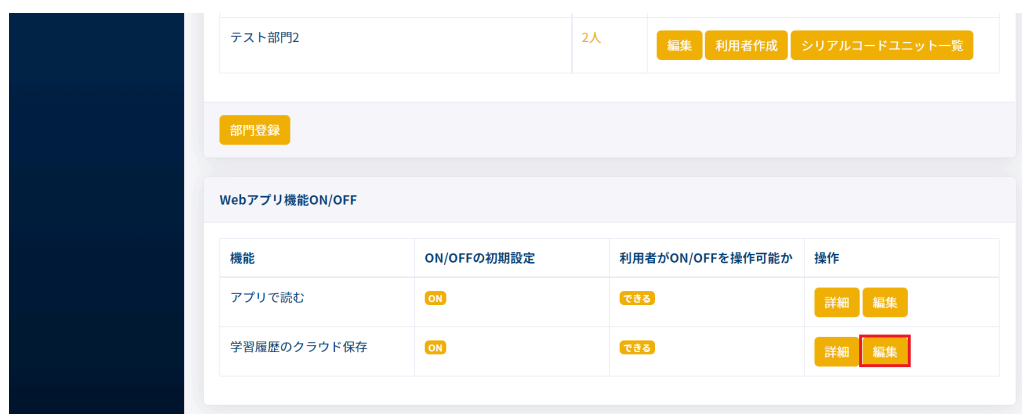 テスト部門2 2人 編集 利用者作成 シリアルコードユニット一覧
部門登録
Webアプリ機能ON/OFF
機能 ON/OFFの初期設定 利用者がON/OFFを操作可能か 操作
アプリで読む ON できる 詳細 編集
学習履歴のクラウド保存 ON できる 詳細 編集